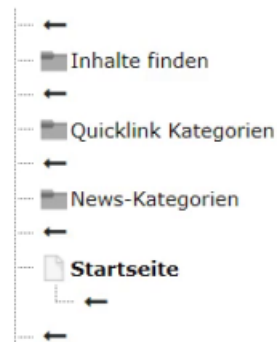 Inhalte finden
Quicklink Kategorien
News-Kategorien
Startseite